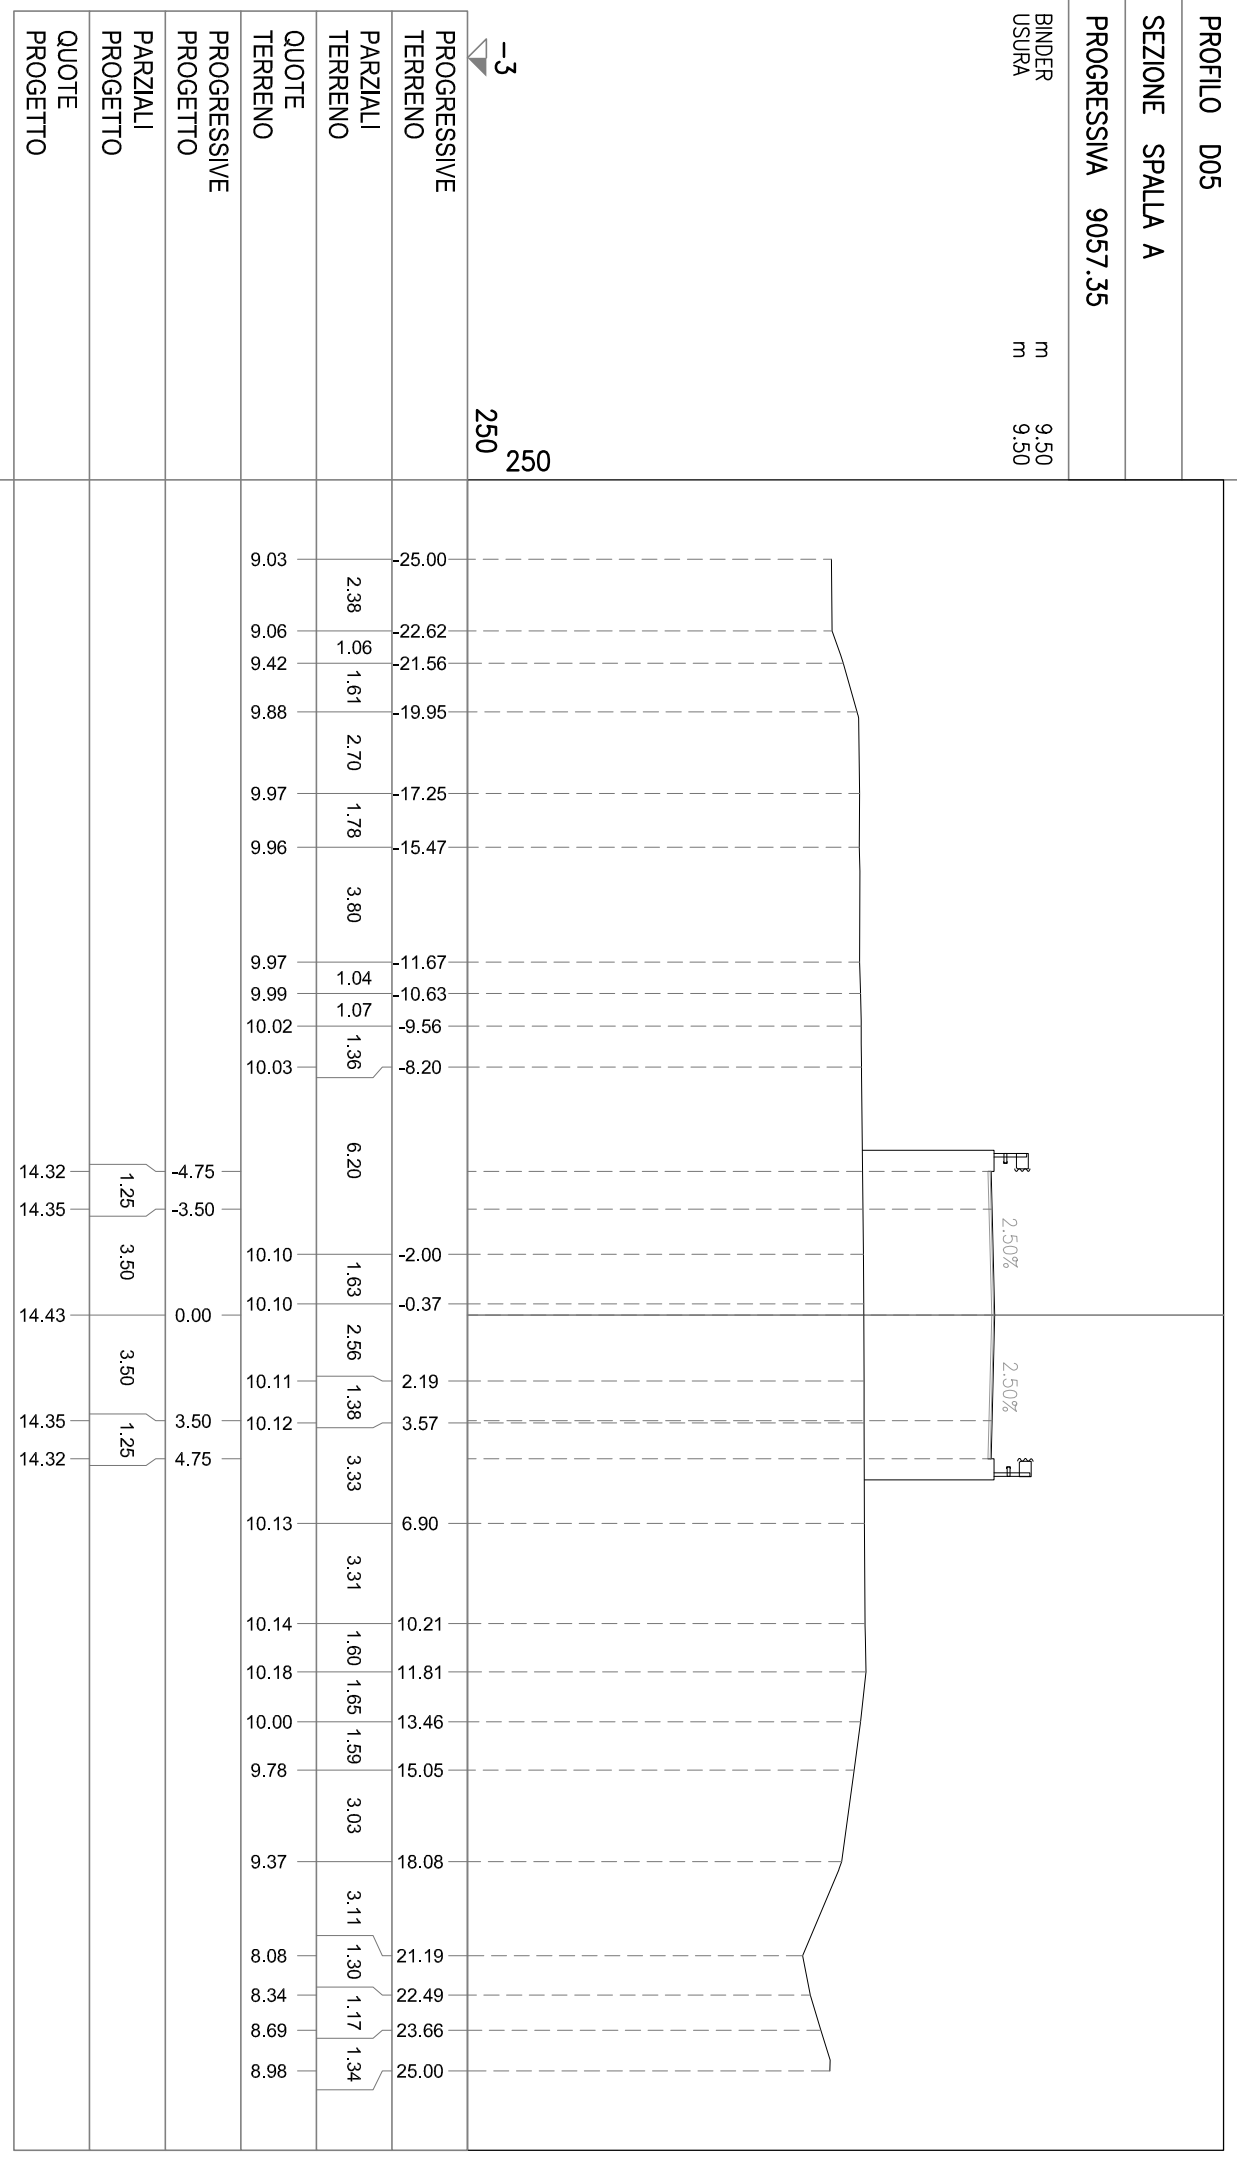 PROFILO D05
SEZIONE SPALLA A
PROGRESSIVA 9057.35
BINDER m 9.50
USURA m 9.50
2.50% 2.50%
-3
250
250
PROGRESSIVE
TERRENO
-25.00 -22.62 -21.56 -19.95 -17.25 -15.47 -11.67 -10.63 -9.56 -8.20 -2.00 -0.37 2.19 3.57 6.90 10.21 11.81 13.46 15.05 18.08 21.19 22.49 23.66 25.00
PARZIALI
TERRENO
2.38 1.06 1.61 2.70 1.78 3.80 1.04 1.07 1.36 6.20 1.63 2.56 1.38 3.33 3.31 1.60 1.65 1.59 3.03 3.11 1.30 1.17 1.34
QUOTE
TERRENO
9.03 9.06 9.42 9.88 9.97 9.96 9.97 9.99 10.02 10.03 10.10 10.10 10.11 10.12 10.13 10.14 10.18 10.00 9.78 9.37 8.08 8.34 8.69 8.98
PROGRESSIVE
PROGETTO
-4.75 -3.50 0.00 3.50 4.75
PARZIALI
PROGETTO
1.25 3.50 3.50 1.25
QUOTE
PROGETTO
14.32 14.35 14.43 14.35 14.32